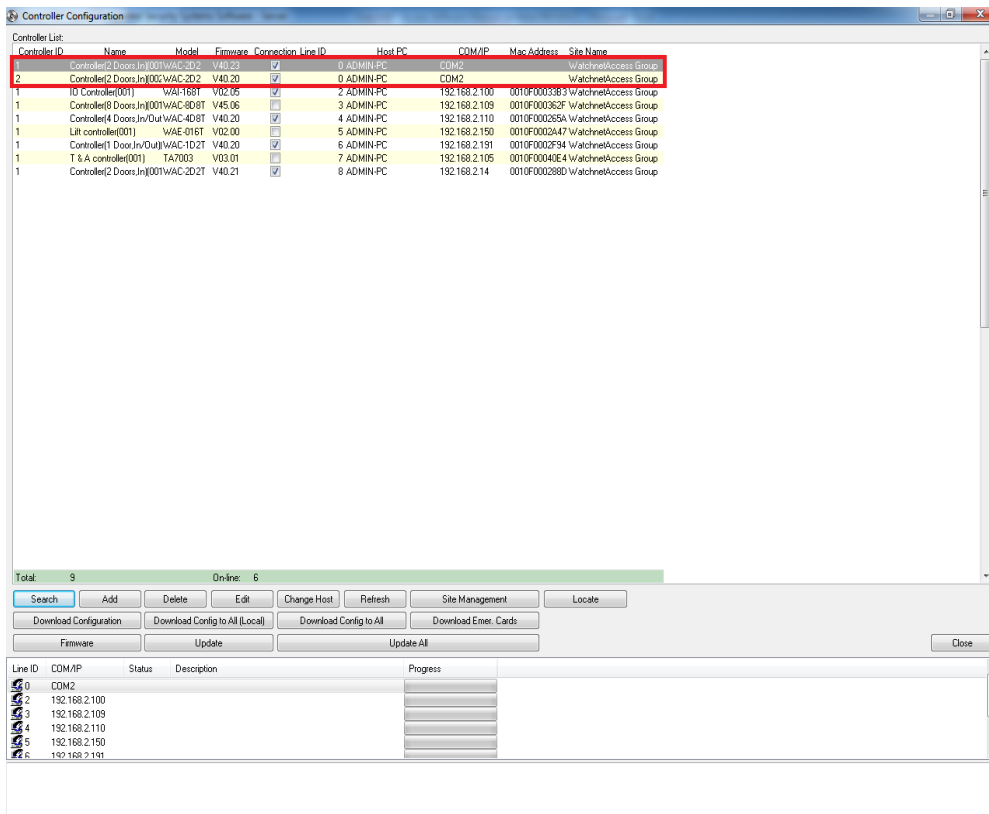 Controller Configuration
Controller List:
Controller ID Name Model Firmware Connection Line ID Host PC COM/IP Mac Address Site Name
1 Controller(2 Doors,In)(001 WAC-2D2 V40.23 0 ADMIN-PC COM2 WatchnetAccess Group
2 Controller(2 Doors,In)(002 WAC-2D2 V40.20 0 ADMIN-PC COM2 WatchnetAccess Group
1 IO Controller(001) WAI-168T V02.05 2 ADMIN-PC 192.168.2.100 0010F00033B3 WatchnetAccess Group
1 Controller(8 Doors,In)(001 WAC-8D8T V45.06 3 ADMIN-PC 192.168.2.109 0010F000362F WatchnetAccess Group
1 Controller(4 Doors,In/Out WAC-4D8T V40.20 4 ADMIN-PC 192.168.2.110 0010F000265A WatchnetAccess Group
1 Lift controller(001) WAE-016T V02.00 5 ADMIN-PC 192.168.2.150 0010F0002A47 WatchnetAccess Group
1 Controller(1 Door,In/Out)( WAC-1D2T V40.20 6 ADMIN-PC 192.168.2.191 0010F0002F94 WatchnetAccess Group
1 T & A controller(001) TA7003 V03.01 7 ADMIN-PC 192.168.2.105 0010F00040E4 WatchnetAccess Group
1 Controller(2 Doors,In)(001 WAC-2D2T V40.21 8 ADMIN-PC 192.168.2.14 0010F000288D WatchnetAccess Group
Total: 9 On-line: 6
Search Add Delete Edit Change Host Refresh Site Management Locate
Download Configuration Download Config to All (Local) Download Config to All Download Emer. Cards
Firmware Update Update All Close
Line ID COM/IP Status Description Progress
0 COM2
2 192.168.2.100
3 192.168.2.109
4 192.168.2.110
5 192.168.2.150
6 192.168.2.191